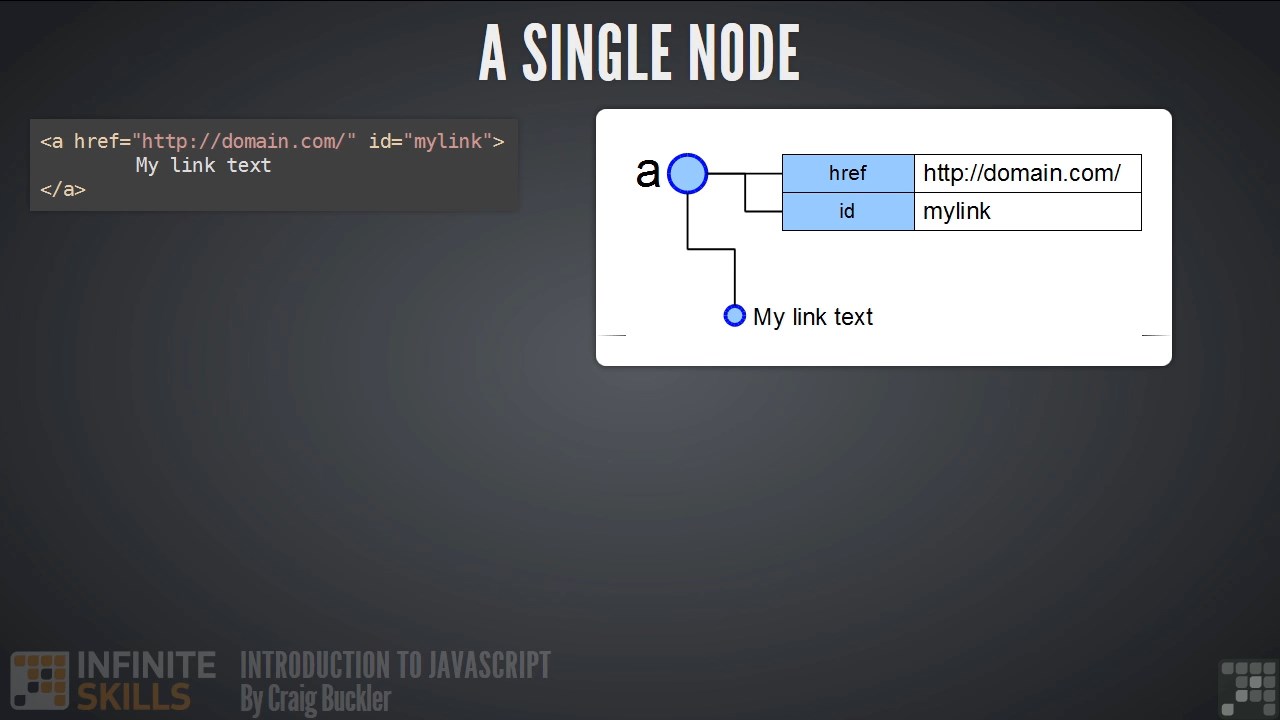 A SINGLE NODE
<a href="http://domain.com/" id="mylink">
My link text
</a>
a
href http://domain.com/
id mylink
My link text
INFINITE SKILLS
INTRODUCTION TO JAVASCRIPT
By Craig Buckler